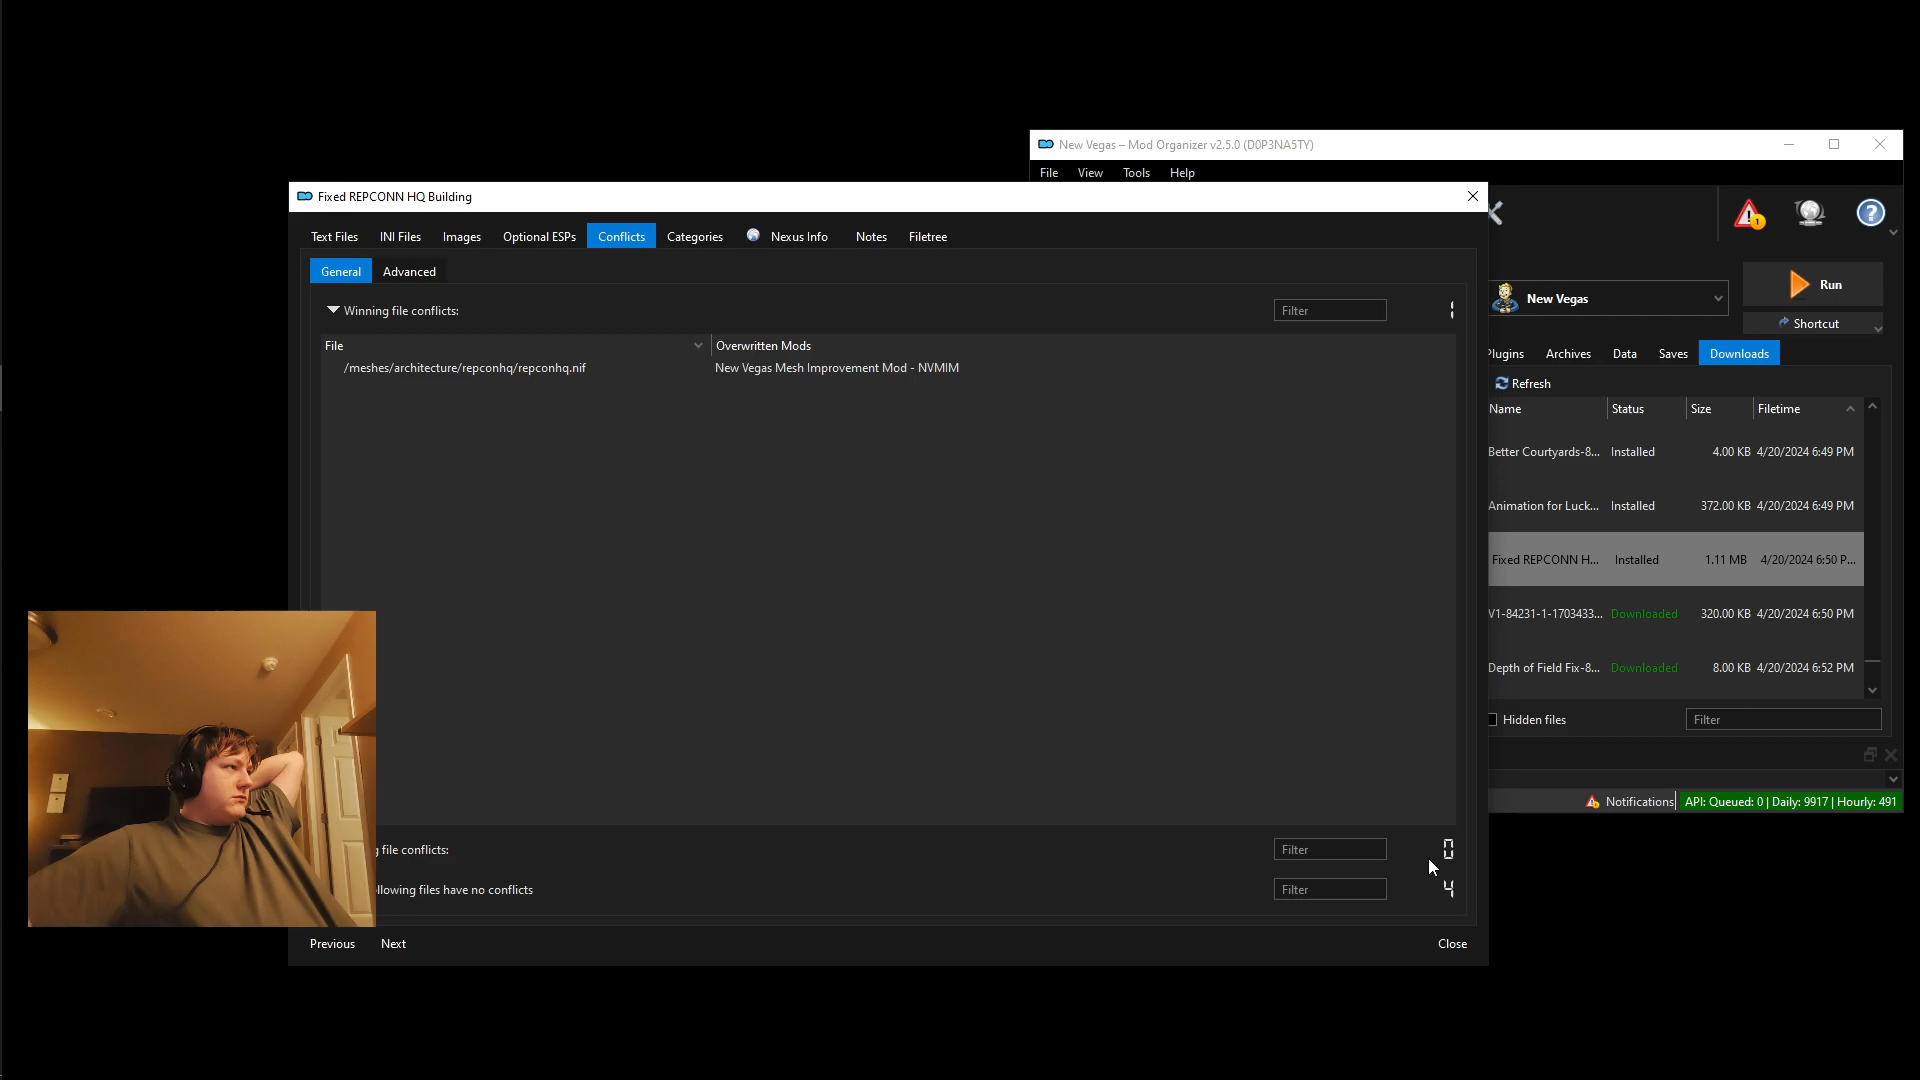 New Vegas – Mod Organizer v2.5.0 (D0P3NA5TY)
File View Tools Help
Fixed REPCONN HQ Building
Text Files INI Files Images Optional ESPs Conflicts Categories Nexus Info Notes Filetree
General Advanced
Winning file conflicts: Filter 1
File Overwritten Mods
/meshes/architecture/repconhq/repconhq.nif New Vegas Mesh Improvement Mod - NVMIM
file conflicts: Filter 0
llowing files have no conflicts Filter 4
Previous Next Close
1
?
New Vegas Run
Shortcut
Plugins Archives Data Saves Downloads
Refresh
Name Status Size Filetime
Better Courtyards-8... Installed 4.00 KB 4/20/2024 6:49 PM
Animation for Luck... Installed 372.00 KB 4/20/2024 6:49 PM
Fixed REPCONN H... Installed 1.11 MB 4/20/2024 6:50 P...
V1-84231-1-1703433... Downloaded 320.00 KB 4/20/2024 6:50 PM
Depth of Field Fix-8... Downloaded 8.00 KB 4/20/2024 6:52 PM
Hidden files Filter
Notifications API: Queued: 0 | Daily: 9917 | Hourly: 491